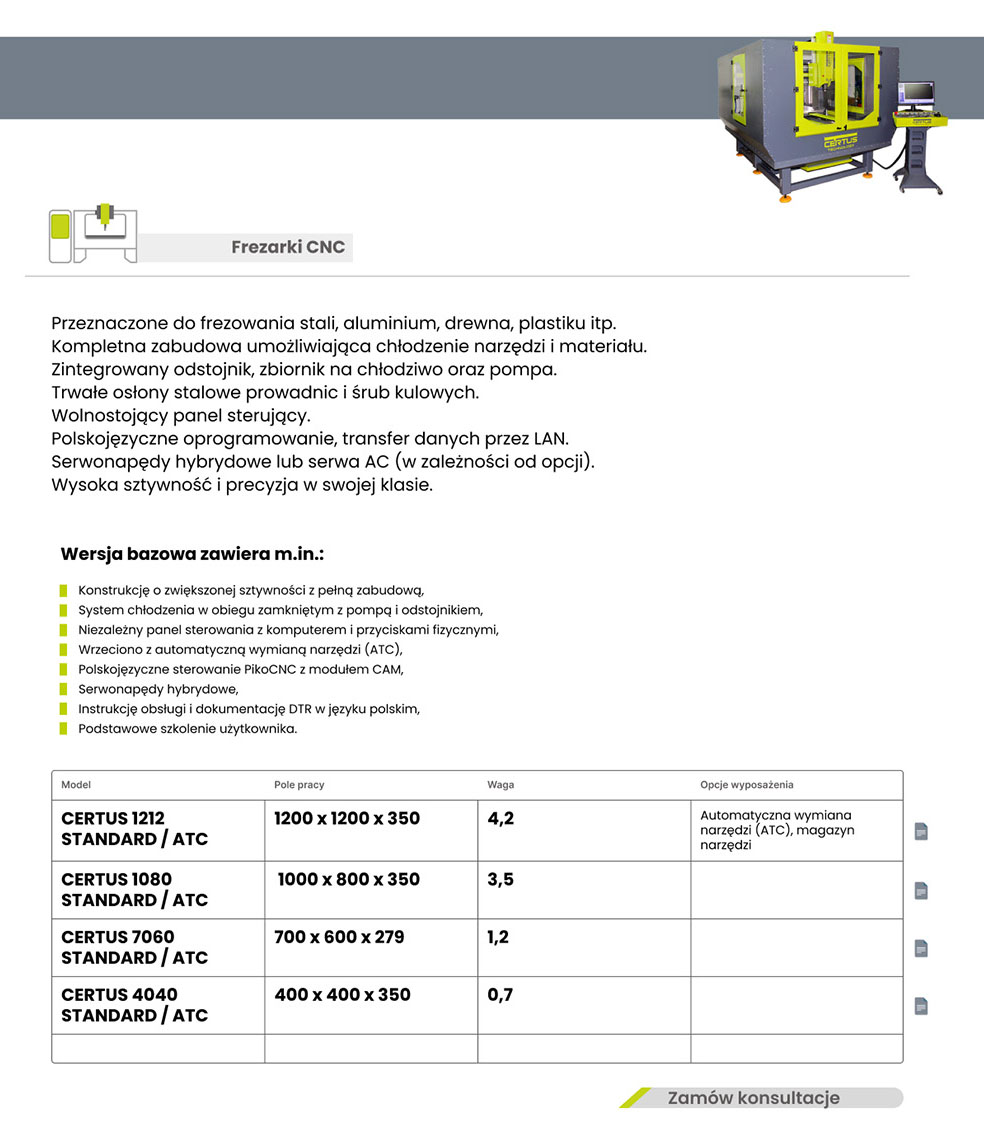 CERTUS
TECHNOLOGY
CERTUS
Frezarki CNC
Przeznaczone do frezowania stali, aluminium, drewna, plastiku itp.
Kompletna zabudowa umożliwiająca chłodzenie narzędzi i materiału.
Zintegrowany odstojnik, zbiornik na chłodziwo oraz pompa.
Trwałe osłony stalowe prowadnic i śrub kulowych.
Wolnostojący panel sterujący.
Polskojęzyczne oprogramowanie, transfer danych przez LAN.
Serwonapędy hybrydowe lub serwa AC (w zależności od opcji).
Wysoka sztywność i precyzja w swojej klasie.
Wersja bazowa zawiera m.in.:
Konstrukcję o zwiększonej sztywności z pełną zabudową,
System chłodzenia w obiegu zamkniętym z pompą i odstojnikiem,
Niezależny panel sterowania z komputerem i przyciskami fizycznymi,
Wrzeciono z automatyczną wymianą narzędzi (ATC),
Polskojęzyczne sterowanie PikoCNC z modułem CAM,
Serwonapędy hybrydowe,
Instrukcję obsługi i dokumentację DTR w języku polskim,
Podstawowe szkolenie użytkownika.
Model Pole pracy Waga Opcje wyposażenia
CERTUS 1212 1200 x 1200 x 350 4,2 Automatyczna wymiana
STANDARD / ATC narzędzi (ATC), magazyn
narzędzi
CERTUS 1080 1000 x 800 x 350 3,5
STANDARD / ATC
CERTUS 7060 700 x 600 x 279 1,2
STANDARD / ATC
CERTUS 4040 400 x 400 x 350 0,7
STANDARD / ATC
Zamów konsultacje